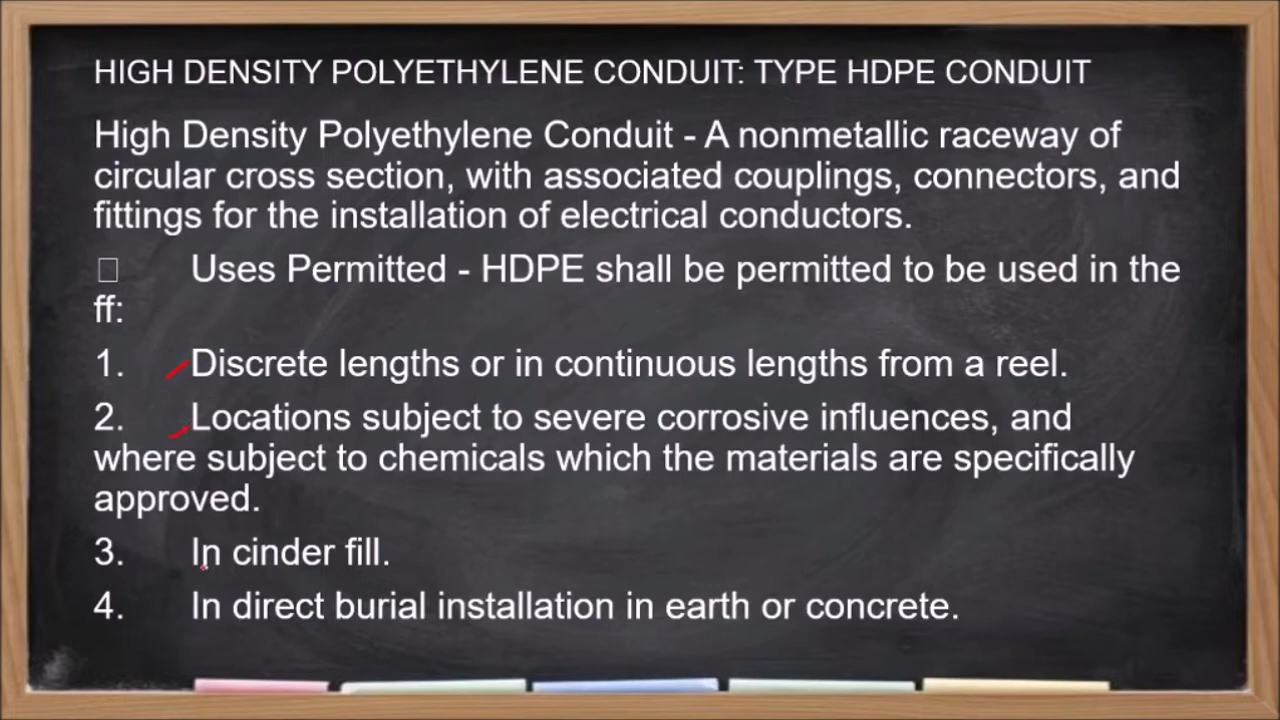 HIGH DENSITY POLYETHYLENE CONDUIT: TYPE HDPE CONDUIT
High Density Polyethylene Conduit - A nonmetallic raceway of
circular cross section, with associated couplings, connectors, and
fittings for the installation of electrical conductors.
Uses Permitted - HDPE shall be permitted to be used in the
ff:
1. Discrete lengths or in continuous lengths from a reel.
2. Locations subject to severe corrosive influences, and
where subject to chemicals which the materials are specifically
approved.
3. In cinder fill.
4. In direct burial installation in earth or concrete.